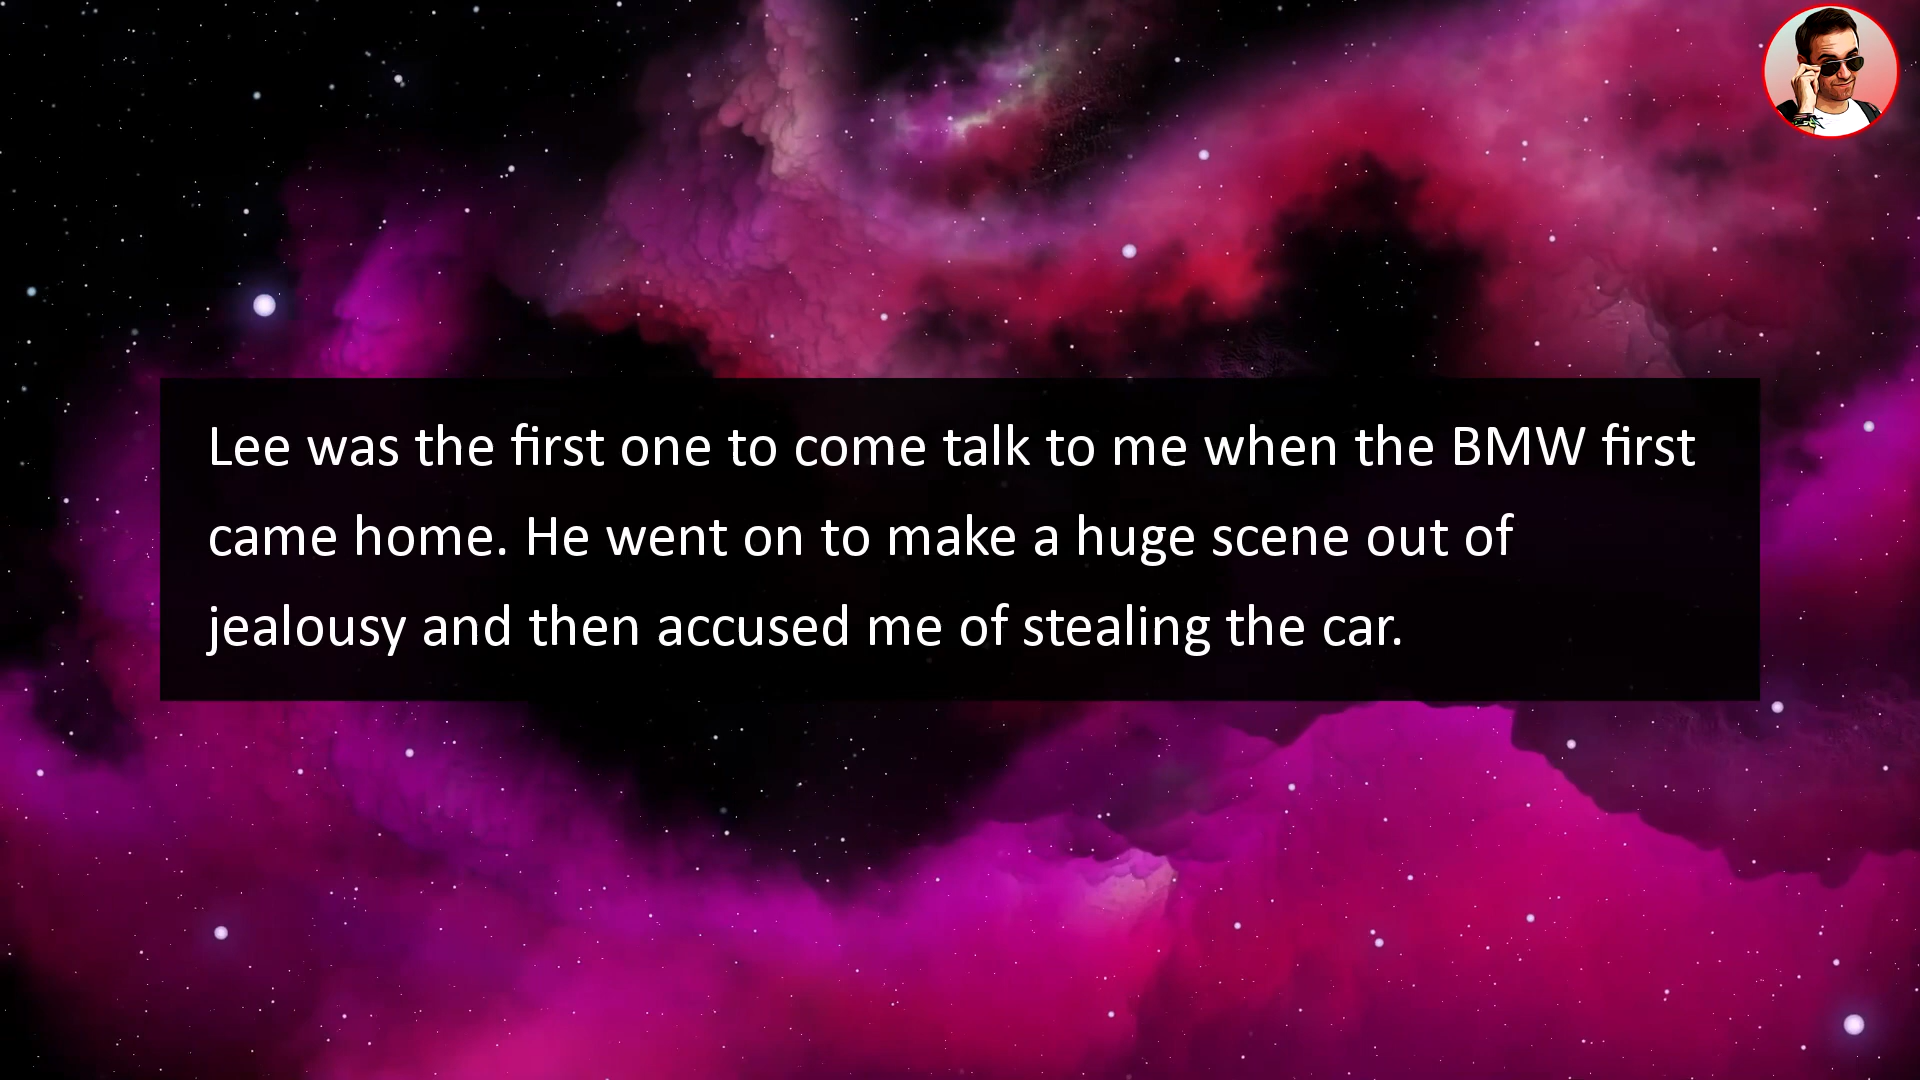 Lee was the first one to come talk to me when the BMW first
came home. He went on to make a huge scene out of
jealousy and then accused me of stealing the car.